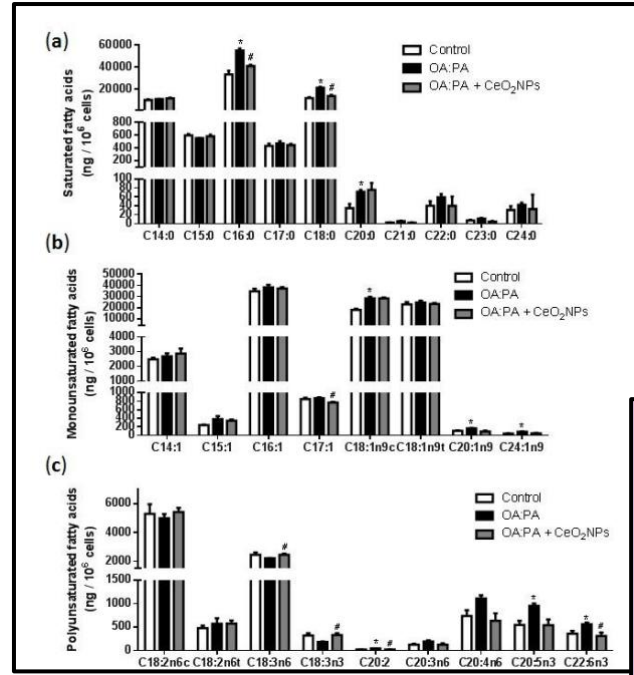 (a)
Saturated fatty acids
(ng / 10⁶ cells)
60000
40000
20000
0
800
600
400
200
0
100
80
60
40
20
0
* # * # *
Control
OA:PA
OA:PA + CeO₂NPs
C14:0 C15:0 C16:0 C17:0 C18:0 C20:0 C21:0 C22:0 C23:0 C24:0
(b)
Monounsaturated fatty acids
(ng / 10⁶ cells)
50000
40000
30000
20000
10000
4000
3000
2000
1000
0
1000
800
600
400
200
0
# * * *
Control
OA:PA
OA:PA + CeO₂NPs
C14:1 C15:1 C16:1 C17:1 C18:1n9c C18:1n9t C20:1n9 C24:1n9
(c)
Polyunsaturated fatty acids
(ng / 10⁶ cells)
6000
4000
2000
1500
1000
500
0
# # * # * * #
Control
OA:PA
OA:PA + CeO₂NPs
C18:2n6c C18:2n6t C18:3n6 C18:3n3 C20:2 C20:3n6 C20:4n6 C20:5n3 C22:6n3